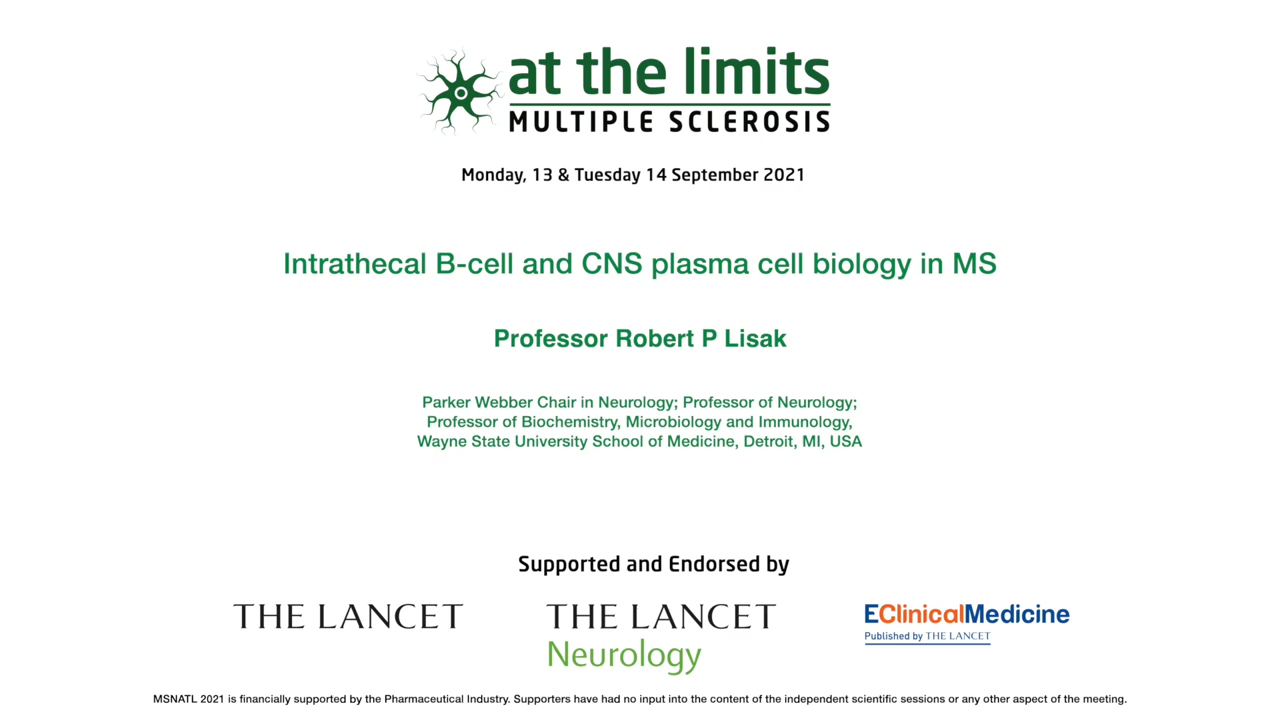 at the limits
MULTIPLE SCLEROSIS
Monday, 13 & Tuesday 14 September 2021
Intrathecal B-cell and CNS plasma cell biology in MS
Professor Robert P Lisak
Parker Webber Chair in Neurology; Professor of Neurology;
Professor of Biochemistry, Microbiology and Immunology,
Wayne State University School of Medicine, Detroit, MI, USA
Supported and Endorsed by
THE LANCET
THE LANCET
Neurology
EClinicalMedicine
Published by THE LANCET
MSNATL 2021 is financially supported by the Pharmaceutical Industry. Supporters have had no input into the content of the independent scientific sessions or any other aspect of the meeting.